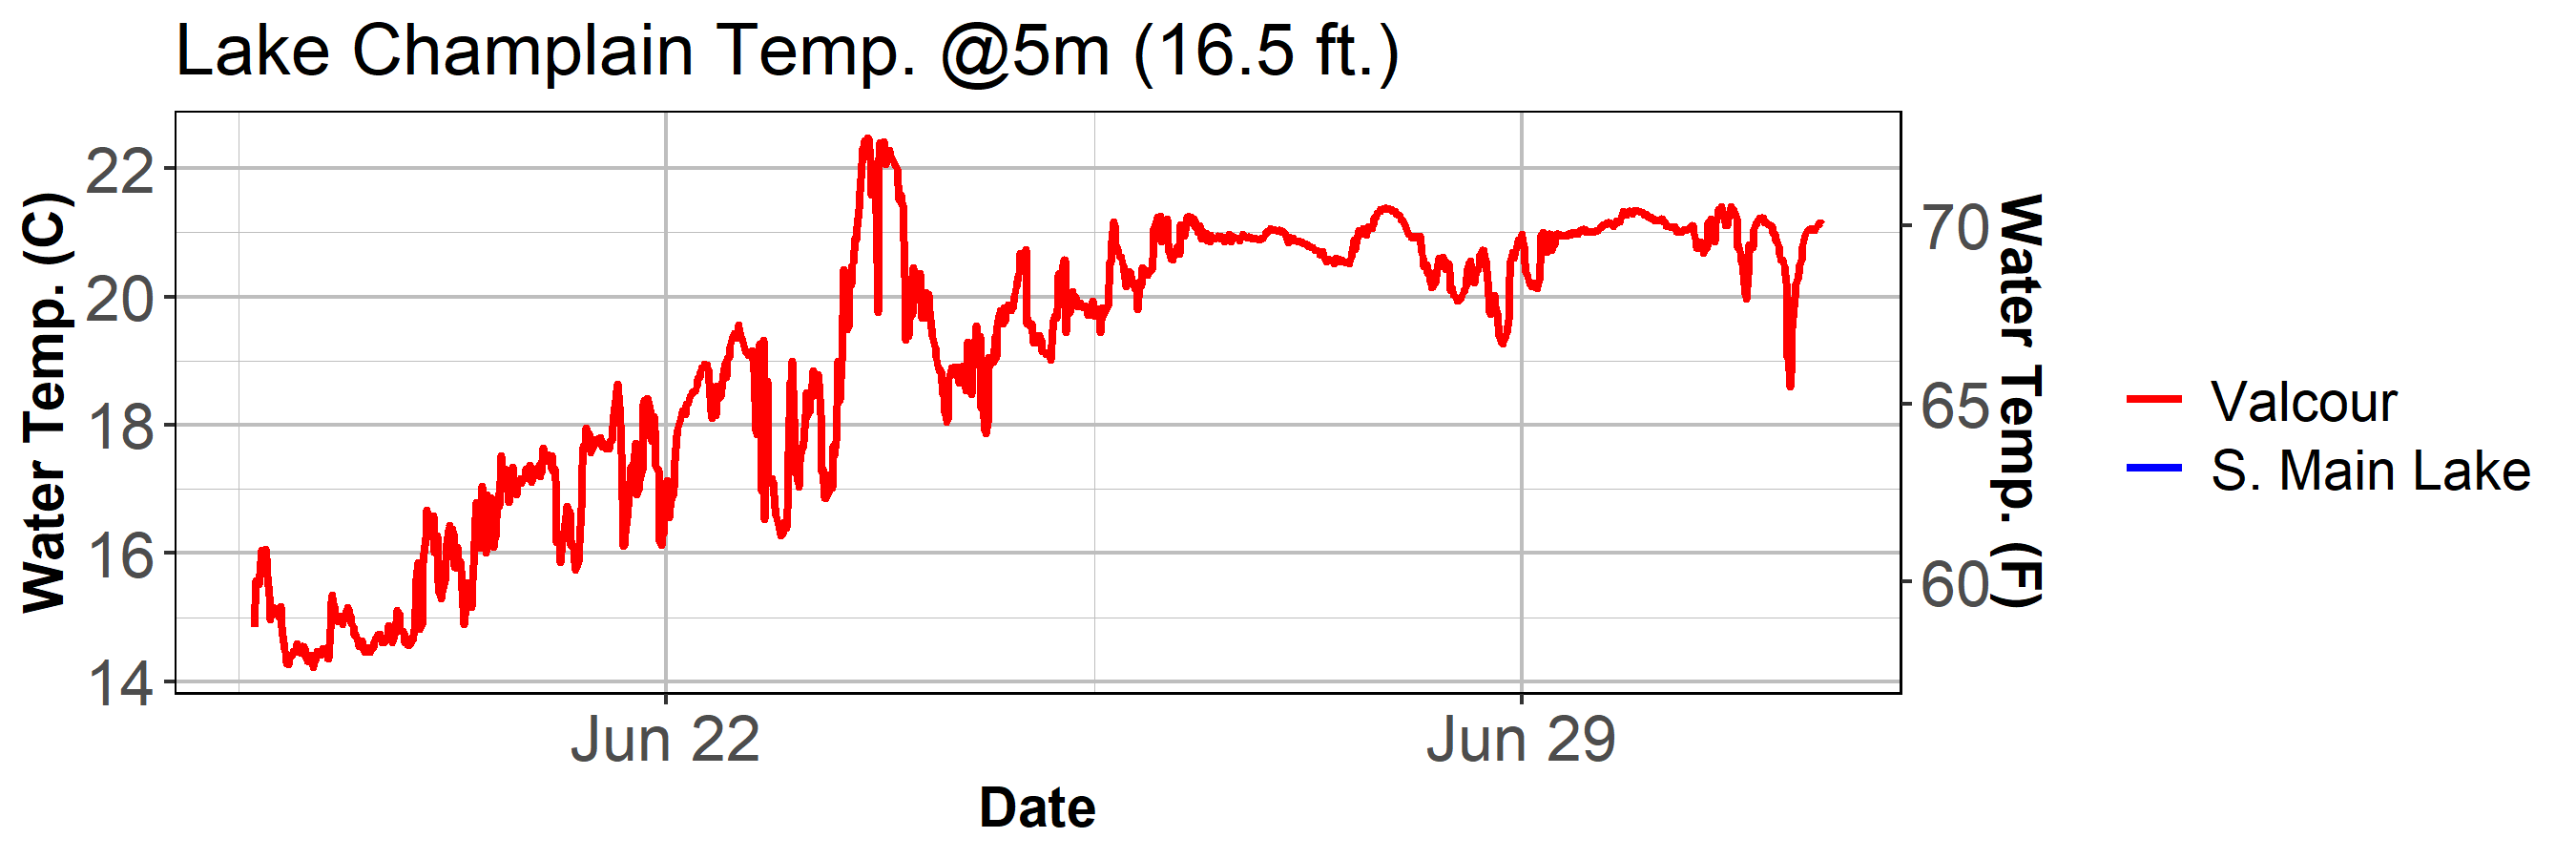 Lake Champlain Temp. @5m (16.5 ft.)
Water Temp. (C)
22
20
18
16
14
70
65
60
Water Temp. (F)
Jun 22
Jun 29
Date
Valcour
S. Main Lake